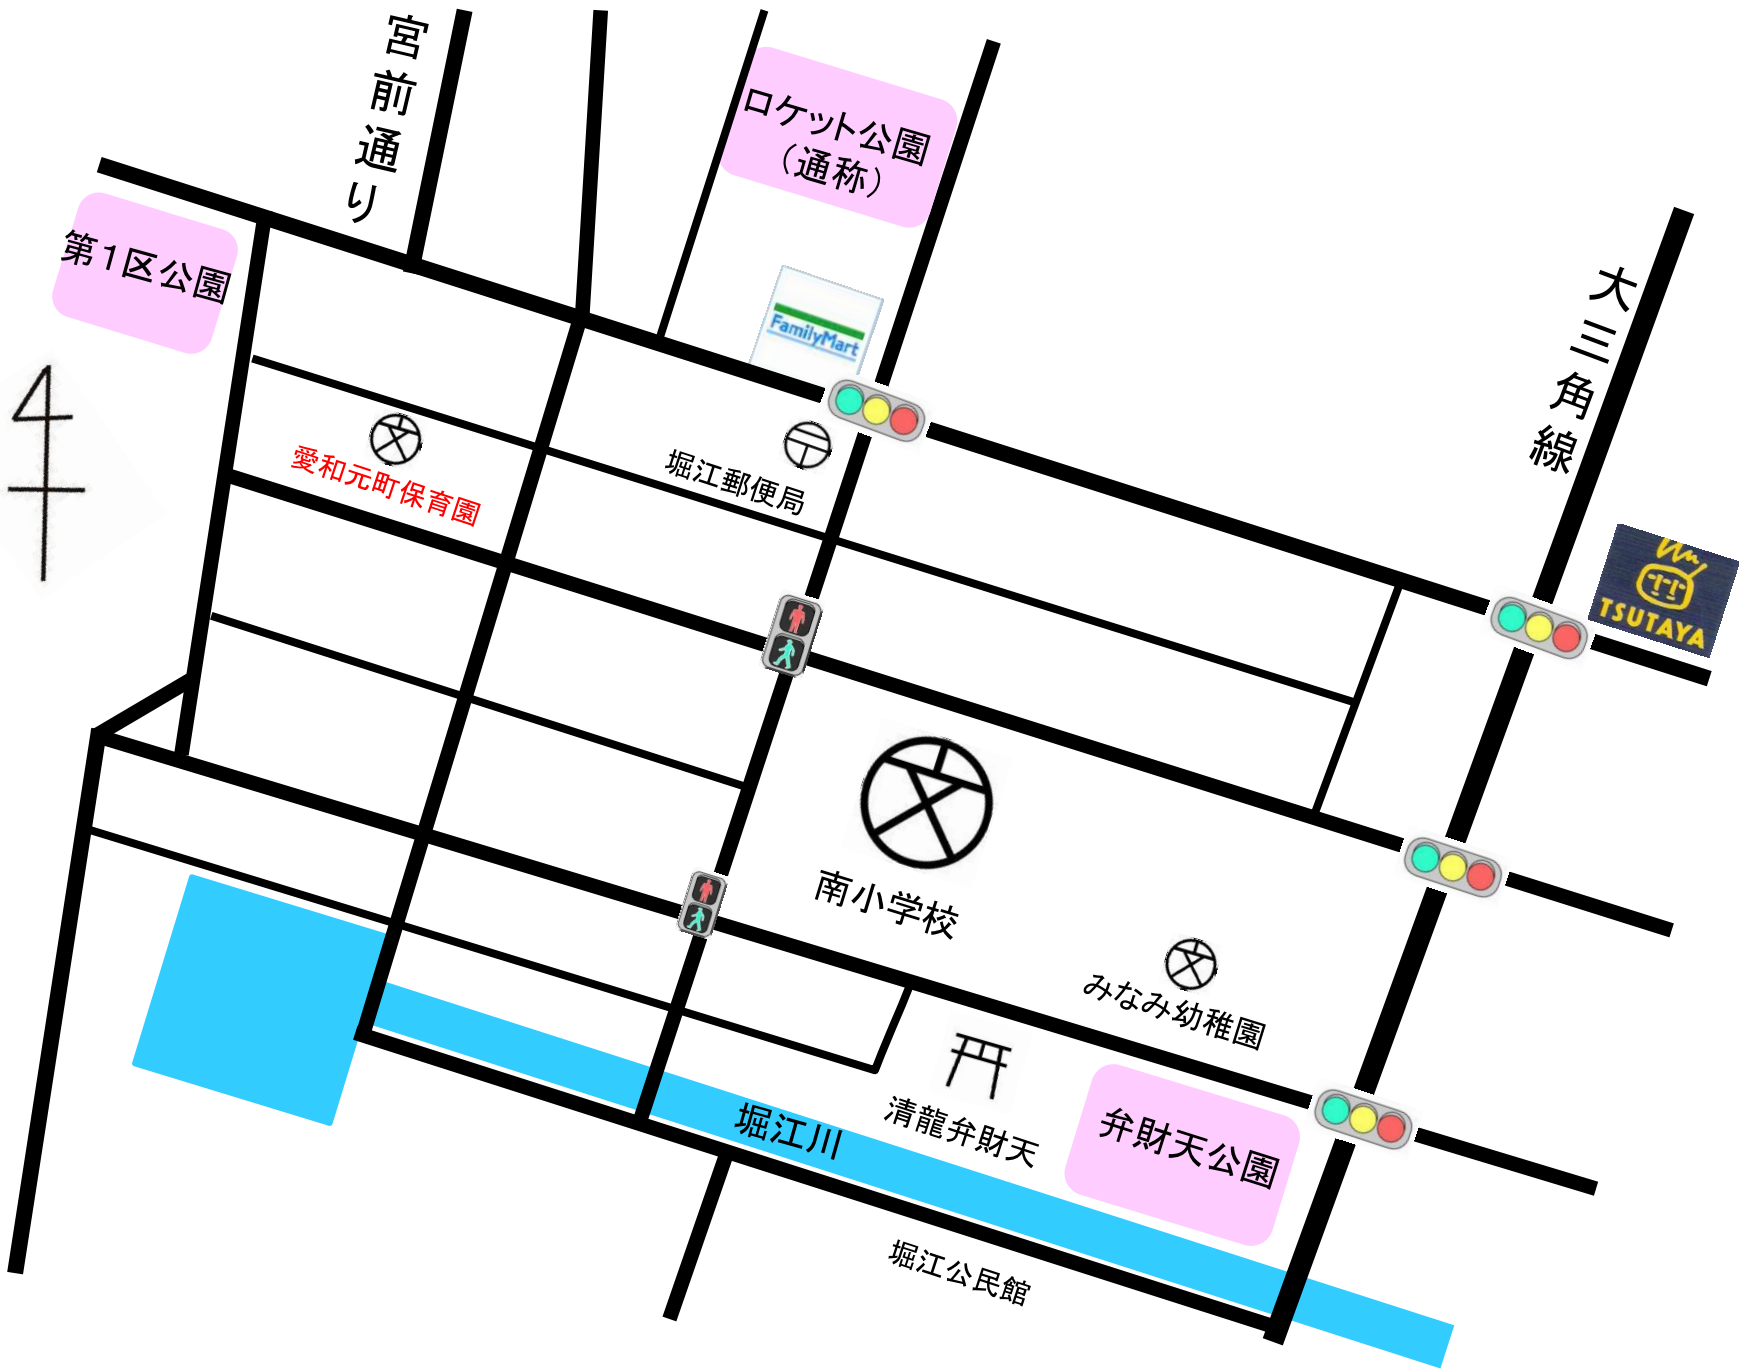 宮前通り
ロケット公園
（通称）
第1区公園
FamilyMart
大三角線
愛和元町保育園
堀江郵便局
TSUTAYA
南小学校
みなみ幼稚園
清龍弁財天
弁財天公園
堀江川
堀江公民館